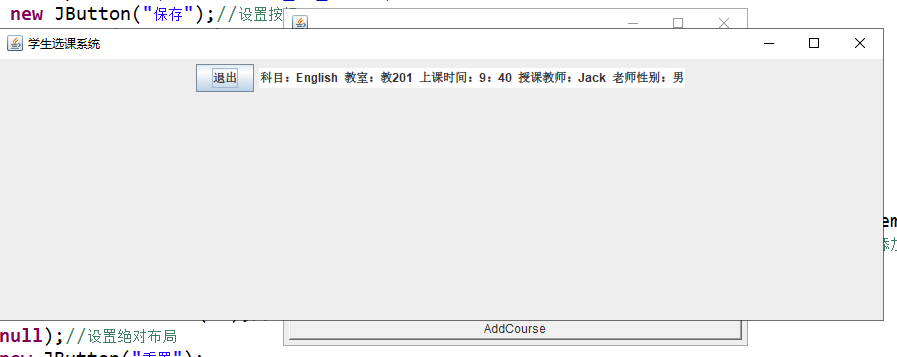 new JButton("保存");//设置按
学生选课系统
退出 科目：English 教室：教201 上课时间：9：40 授课教师：Jack 老师性别：男
AddCourse
null);//设置绝对布局
new JButton("重置");